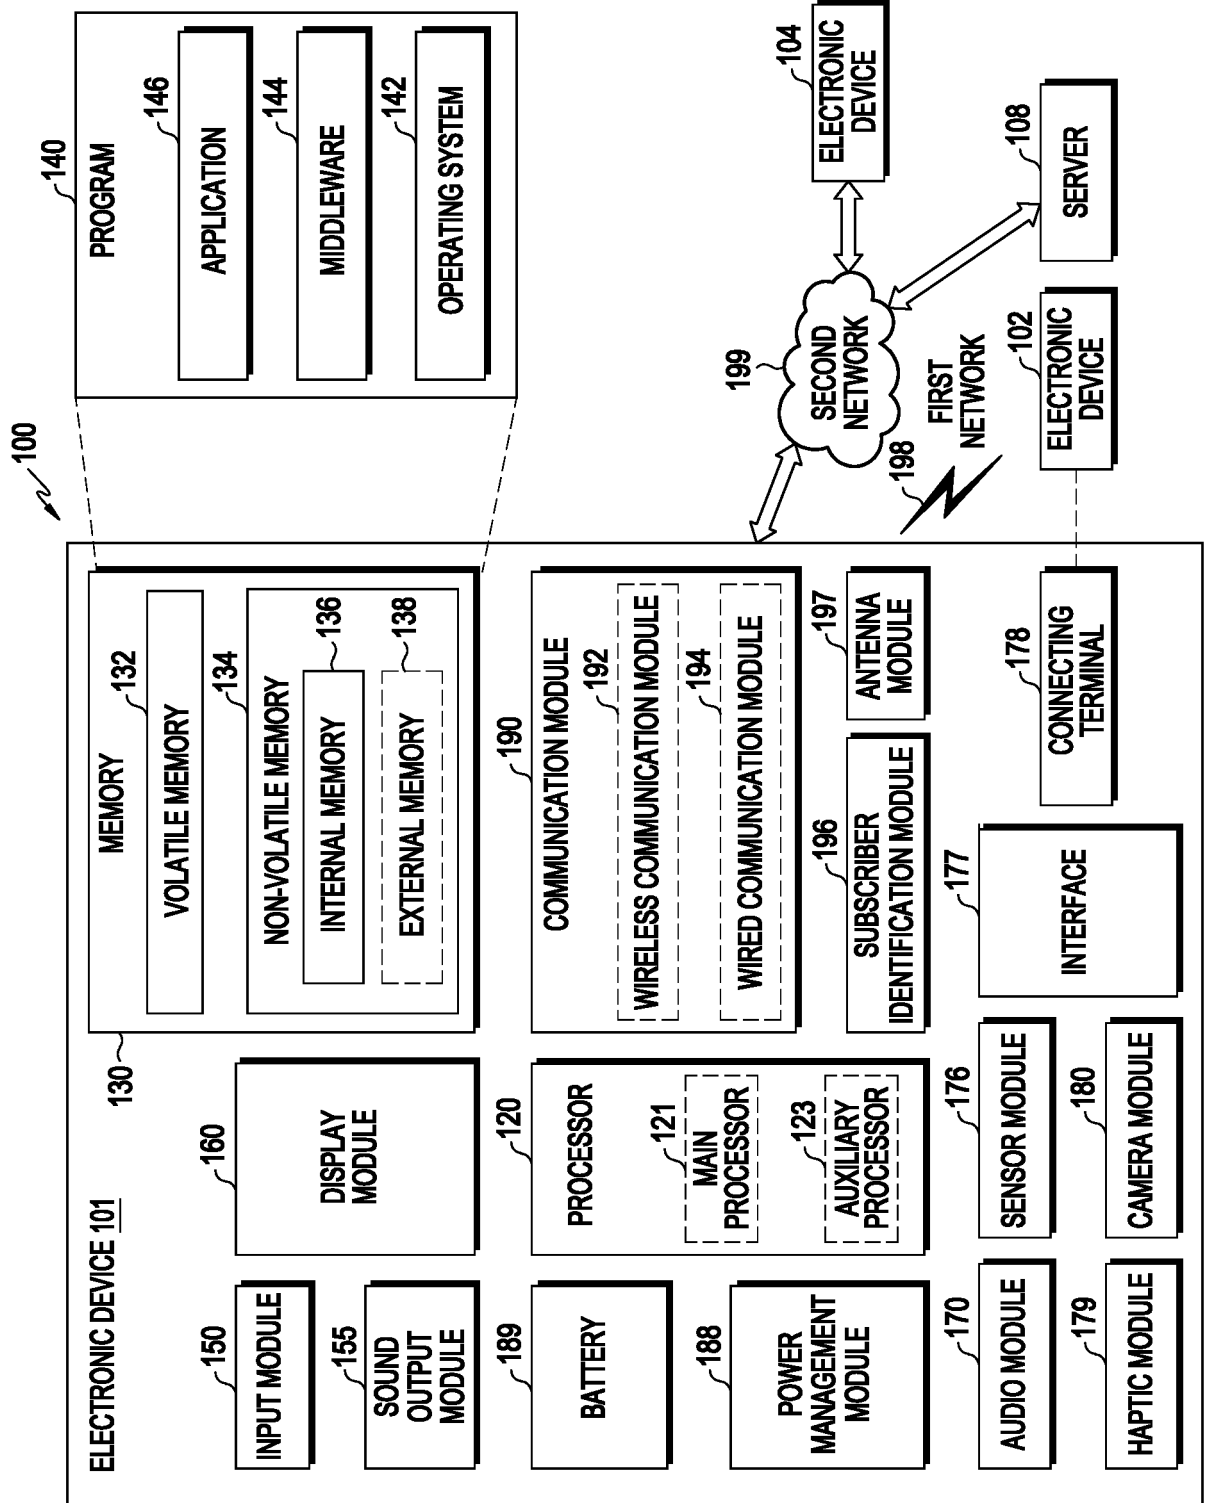 100
ELECTRONIC DEVICE 101
150
INPUT MODULE
155
SOUND
OUTPUT
MODULE
189
BATTERY
188
POWER
MANAGEMENT
MODULE
170
AUDIO MODULE
179
HAPTIC MODULE
160
DISPLAY
MODULE
120
PROCESSOR
121
MAIN
PROCESSOR
123
AUXILIARY
PROCESSOR
176
SENSOR MODULE
180
CAMERA MODULE
130
MEMORY
132
VOLATILE MEMORY
134
NON-VOLATILE MEMORY
136
INTERNAL MEMORY
138
EXTERNAL MEMORY
190
COMMUNICATION MODULE
192
WIRELESS COMMUNICATION MODULE
194
WIRED COMMUNICATION MODULE
196
SUBSCRIBER
IDENTIFICATION MODULE
197
ANTENNA
MODULE
177
INTERFACE
178
CONNECTING
TERMINAL
140
PROGRAM
146
APPLICATION
144
MIDDLEWARE
142
OPERATING SYSTEM
199
SECOND
NETWORK
198
FIRST
NETWORK
104
ELECTRONIC
DEVICE
108
SERVER
102
ELECTRONIC
DEVICE